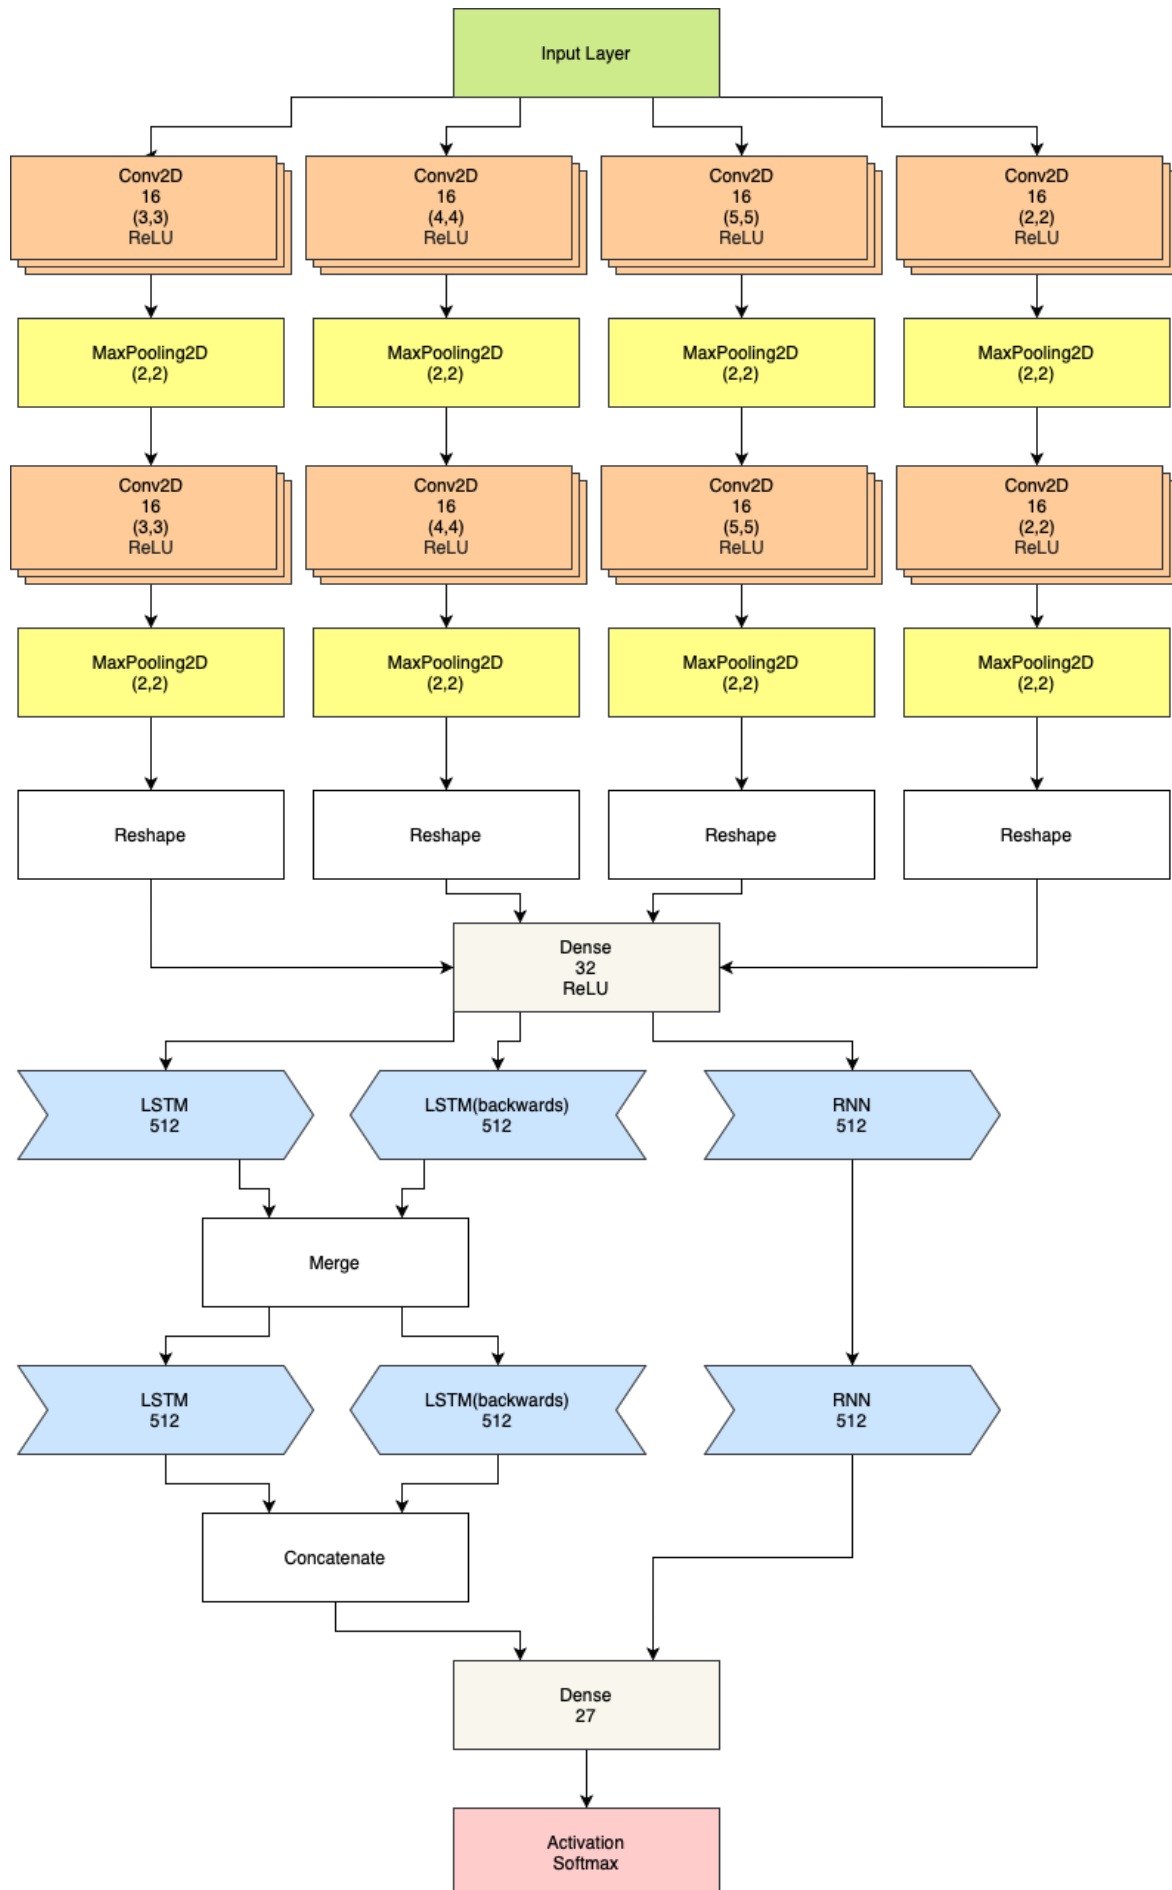 Input Layer
Conv2D
16
(3,3)
ReLU
Conv2D
16
(4,4)
ReLU
Conv2D
16
(5,5)
ReLU
Conv2D
16
(2,2)
ReLU
MaxPooling2D
(2,2)
MaxPooling2D
(2,2)
MaxPooling2D
(2,2)
MaxPooling2D
(2,2)
Conv2D
16
(3,3)
ReLU
Conv2D
16
(4,4)
ReLU
Conv2D
16
(5,5)
ReLU
Conv2D
16
(2,2)
ReLU
MaxPooling2D
(2,2)
MaxPooling2D
(2,2)
MaxPooling2D
(2,2)
MaxPooling2D
(2,2)
Reshape
Reshape
Reshape
Reshape
Dense
32
ReLU
LSTM
512
LSTM(backwards)
512
RNN
512
Merge
LSTM
512
LSTM(backwards)
512
RNN
512
Concatenate
Dense
27
Activation
Softmax